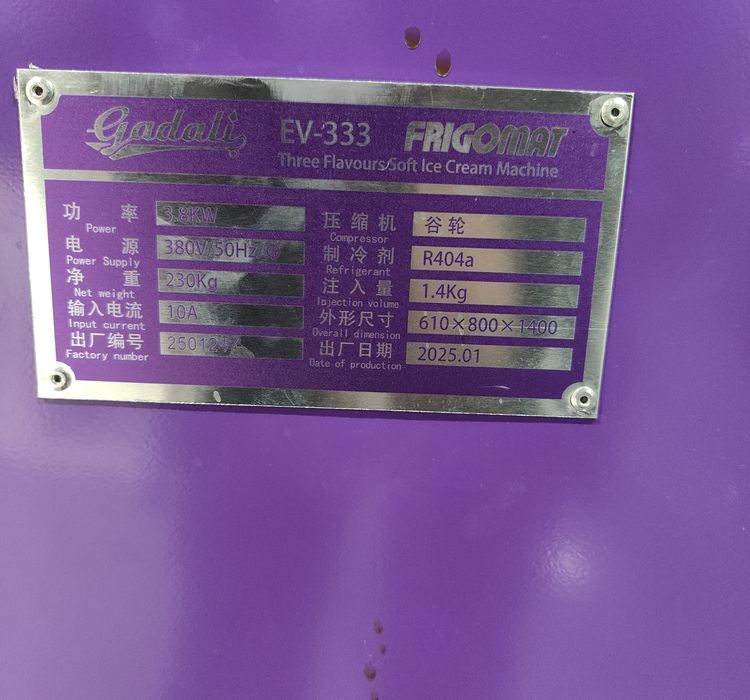 Gadali EV-333 FRIGOMAT
Three Flavours/Soft Ice Cream Machine
功 率 3.8KW
Power
电 源 380V/50Hz
Power Supply
净 重 230Kg
Net weight
输入电流 10A
Input current
出厂编号
Factory number
压 缩 机 谷轮
Compressor
制 冷 剂 R404a
Refrigerant
注 入 量 1.4Kg
Injection volume
外形尺寸 610×800×1400
Overall dimension
出厂日期 2025.01
Date of production